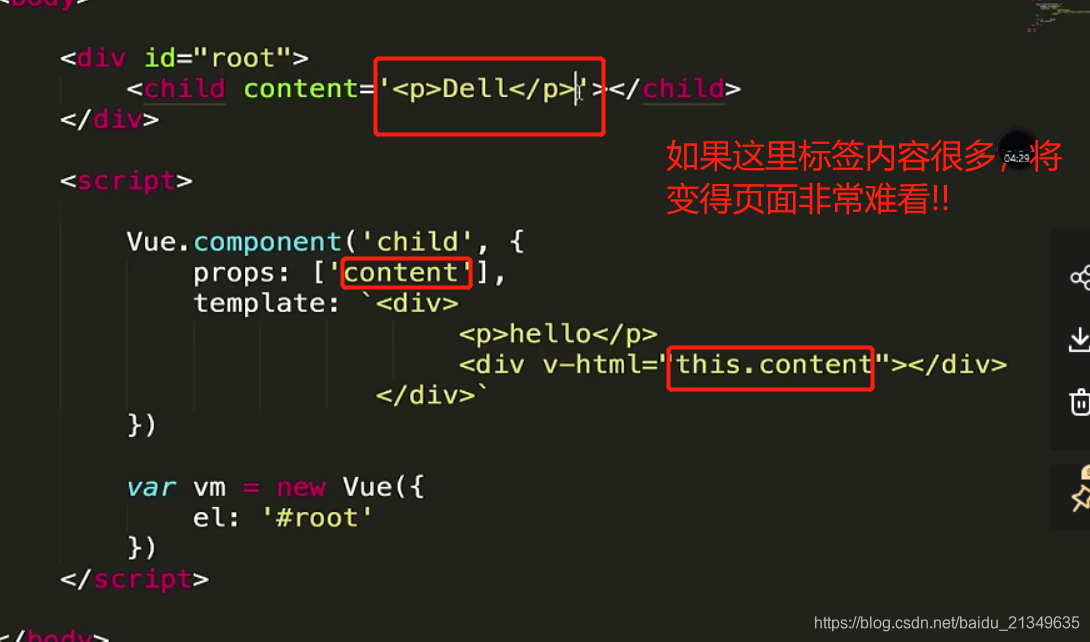 <body>
<div id="root">
<child content='<p>Dell</p>'></child>
</div>
如果这里标签内容很多，将
04:29
变得页面非常难看!!
<script>
Vue.component('child', {
props: ['content'],
template: `<div>
<p>hello</p>
<div v-html="this.content"></div>
</div>`
})
var vm = new Vue({
el: '#root'
})
</script>
</body>
https://blog.csdn.net/baidu_21349635